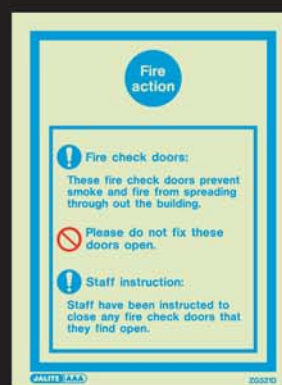 Fire
action
Fire check doors:
These fire check doors prevent
smoke and fire from spreading
through out the building.
Please do not fix these
doors open.
Staff instruction:
Staff have been instructed to
close any fire check doors that
they find open.
JALITE AAA
ZG521D